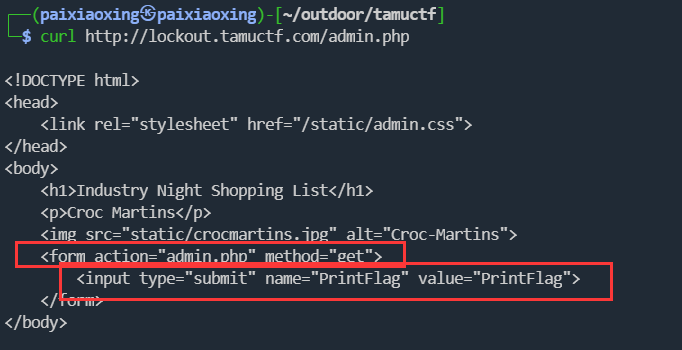 (paixiaoxing㉿paixiaoxing)-[~/outdoor/tamuctf]
$ curl http://lockout.tamuctf.com/admin.php
<!DOCTYPE html>
<head>
<link rel="stylesheet" href="/static/admin.css">
</head>
<body>
<h1>Industry Night Shopping List</h1>
<p>Croc Martins</p>
<img src="static/crocmartins.jpg" alt="Croc-Martins">
<form action="admin.php" method="get">
<input type="submit" name="PrintFlag" value="PrintFlag">
</form>
</body>